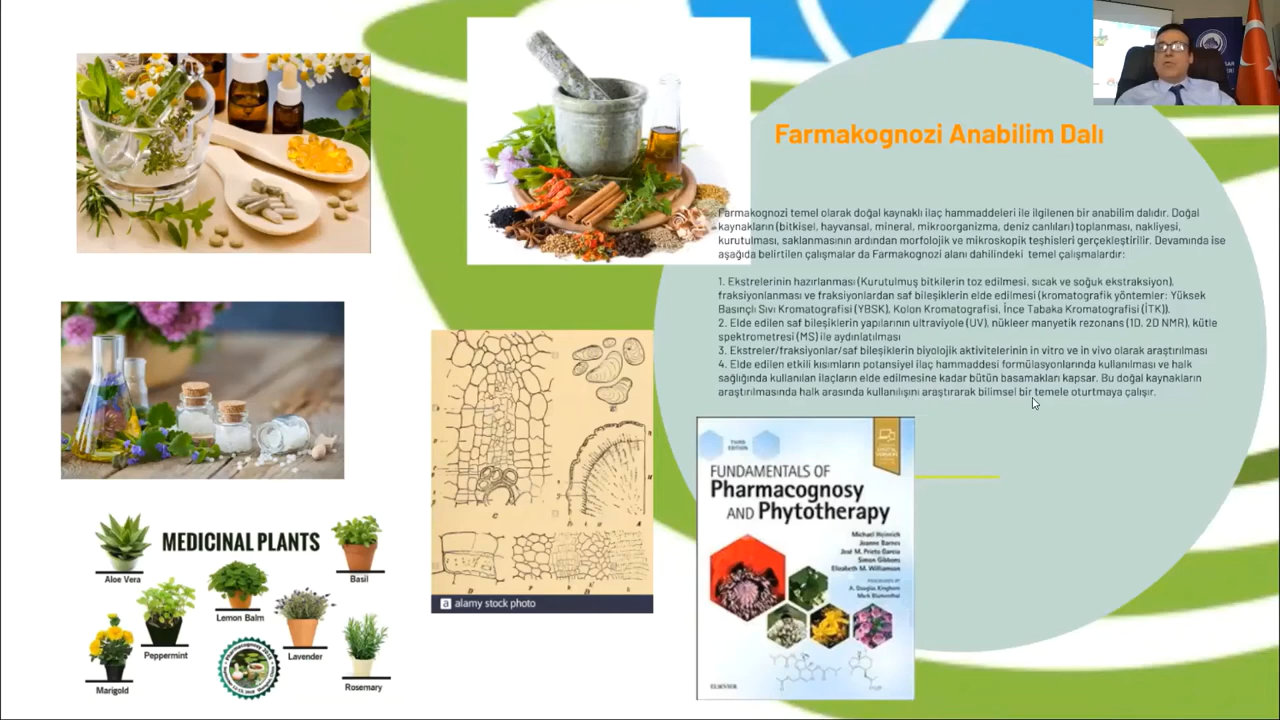 Farmakognozi Anabilim Dalı
Farmakognozi temel olarak doğal kaynaklı ilaç hammaddeleri ile ilgilenen bir anabilim dalıdır. Doğal
kaynakların (bitkisel, hayvansal, mineral, mikroorganizma, deniz canlıları) toplanması, nakliyesi,
kurutulması, saklanmasının ardından morfolojik ve mikroskopik teşhisleri gerçekleştirilir. Devamında ise
aşağıda belirtilen çalışmalar da Farmakognozi alanı dahilindeki temel çalışmalardır:
1. Ekstrelerinin hazırlanması (Kurutulmuş bitkilerin toz edilmesi, sıcak ve soğuk ekstraksiyon),
fraksiyonlanması ve fraksiyonlardan saf bileşiklerin elde edilmesi (kromatografik yöntemler: Yüksek
Basınçlı Sıvı Kromatografisi (YBSK), Kolon Kromatografisi, İnce Tabaka Kromatografisi (İTK)).
2. Elde edilen saf bileşiklerin yapılarının ultraviyole (UV), nükleer manyetik rezonans (1D, 2D NMR), kütle
spektrometresi (MS) ile aydınlatılması
3. Ekstreler/fraksiyonlar/saf bileşiklerin biyolojik aktivitelerinin in vitro ve in vivo olarak araştırılması
4. Elde edilen etkili kısımların potansiyel ilaç hammaddesi formülasyonlarında kullanılması ve halk
sağlığında kullanılan ilaçların elde edilmesine kadar bütün basamakları kapsar. Bu doğal kaynakların
araştırılmasında halk arasında kullanılışını araştırarak bilimsel bir temele oturtmaya çalışır.
THIRD
EDITION
FUNDAMENTALS OF
Pharmacognosy
AND Phytotherapy
Michael Heinrich
Joanne Barnes
José M. Prieto Garcia
Simon Gibbons
Elizabeth M. Williamson
A. Douglas Kinghorn
Mark Blumenthal
ELSEVIER
a alamy stock photo
MEDICINAL PLANTS
Aloe Vera
Basil
Lemon Balm
Peppermint
Lavender
Marigold
Rosemary